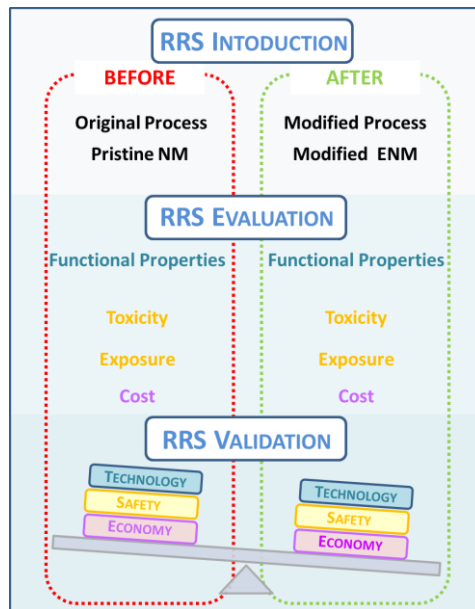 RRS INTODUCTION
BEFORE AFTER
Original Process Modified Process
Pristine NM Modified ENM
RRS EVALUATION
Functional Properties Functional Properties
Toxicity Toxicity
Exposure Exposure
Cost Cost
RRS VALIDATION
TECHNOLOGY TECHNOLOGY
SAFETY SAFETY
ECONOMY ECONOMY